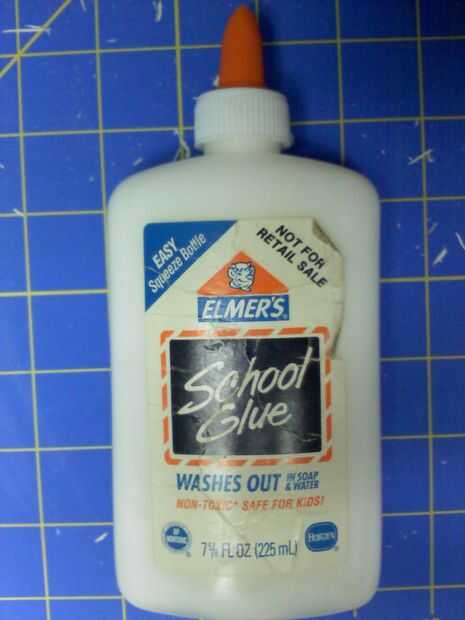 EASY
Squeeze Bottle
NOT FOR
RETAIL SALE
ELMER'S
School
Glue
WASHES OUT IN SOAP & WATER
NON-TOXIC* SAFE FOR KIDS!
7⅝ FL OZ (225 mL)
BORDEN